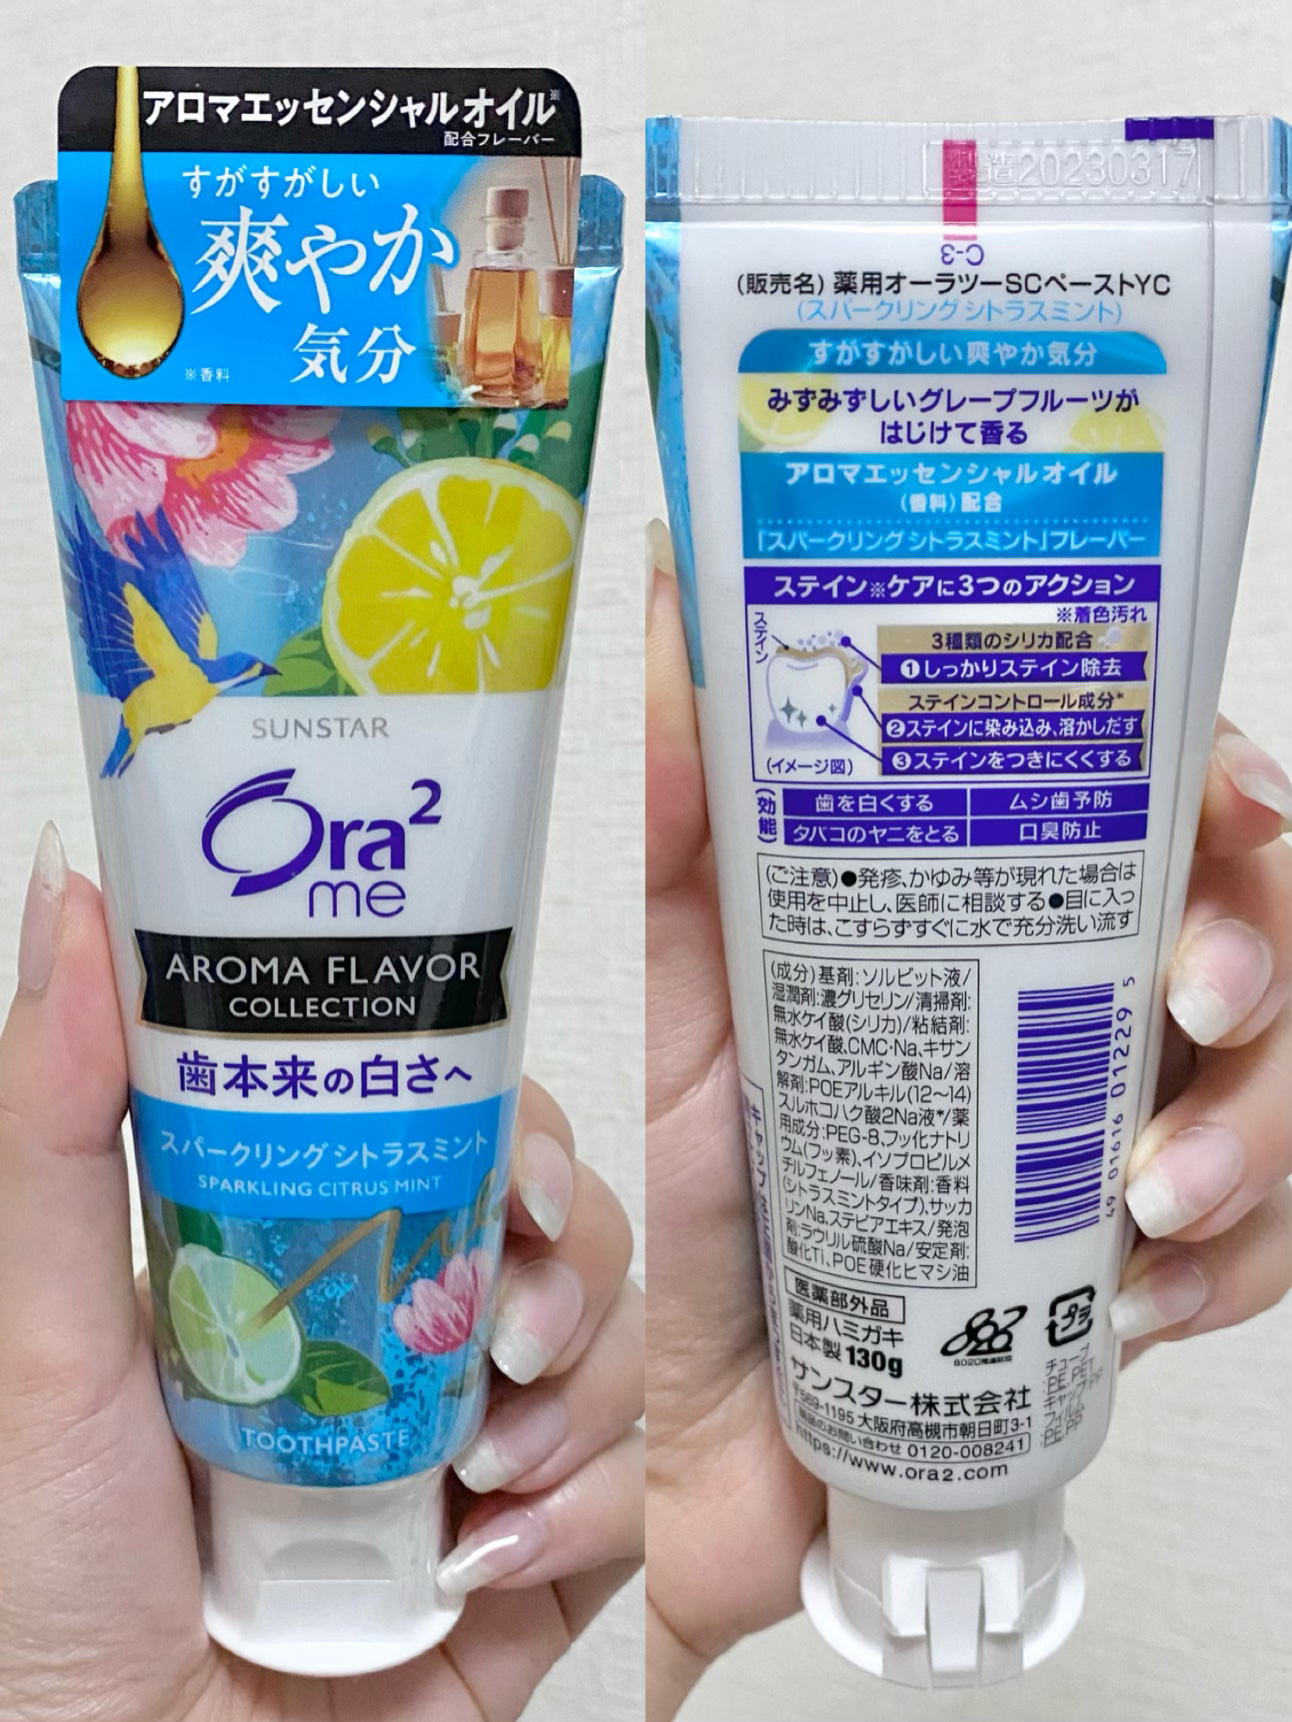 アロマエッセンシャルオイル※
配合フレーバー
すがすがしい
爽やか
気分
※香料
SUNSTAR
Ora²
me
AROMA FLAVOR
COLLECTION
歯本来の白さへ
スパークリングシトラスミント
SPARKLING CITRUS MINT
TOOTHPASTE
製造20230317
C-3
(販売名) 薬用オーラツーSCペーストYC
(スパークリングシトラスミント)
すがすがしい爽やか気分
みずみずしいグレープフルーツが
はじけて香る
アロマエッセンシャルオイル
(香料)配合
「スパークリングシトラスミント」フレーバー
ステイン※ケアに3つのアクション
※着色汚れ
ステイン
3種類のシリカ配合
❶しっかりステイン除去
ステインコントロール成分*
❷ステインに染み込み、溶かしだす
❸ステインをつきにくくする
(イメージ図)
(効能)
歯を白くする
ムシ歯予防
タバコのヤニをとる
口臭防止
(ご注意)●発疹、かゆみ等が現れた場合は
使用を中止し、医師に相談する●目に入っ
た時は、こすらずすぐに水で充分洗い流す
(成分)基剤:ソルビット液/
湿潤剤:濃グリセリン/清掃剤:
無水ケイ酸(シリカ)/粘結剤:
無水ケイ酸、CMC・Na、キサン
タンガム、アルギン酸Na/溶
解剤:POEアルキル(12～14)
スルホコハク酸2Na液*/薬
用成分:PEG-8、フッ化ナトリ
ウム(フッ素)、イソプロピルメ
チルフェノール/香味剤:香料
(シトラスミントタイプ)、サッカ
リンNa、ステビアエキス/発泡
剤:ラウリル硫酸Na/安定剤:
酸化Ti、POE硬化ヒマシ油
49 01616 01229 5
医薬部外品
薬用ハミガキ
日本製 130g
8020推進財団
プラ
チューブ
:PE,PET
キャップ:PP
フィルム
:PE,PP
サンスター株式会社
〒569-1195 大阪府高槻市朝日町3-1
製品のお問い合わせ 0120-008241
https://www.ora2.com